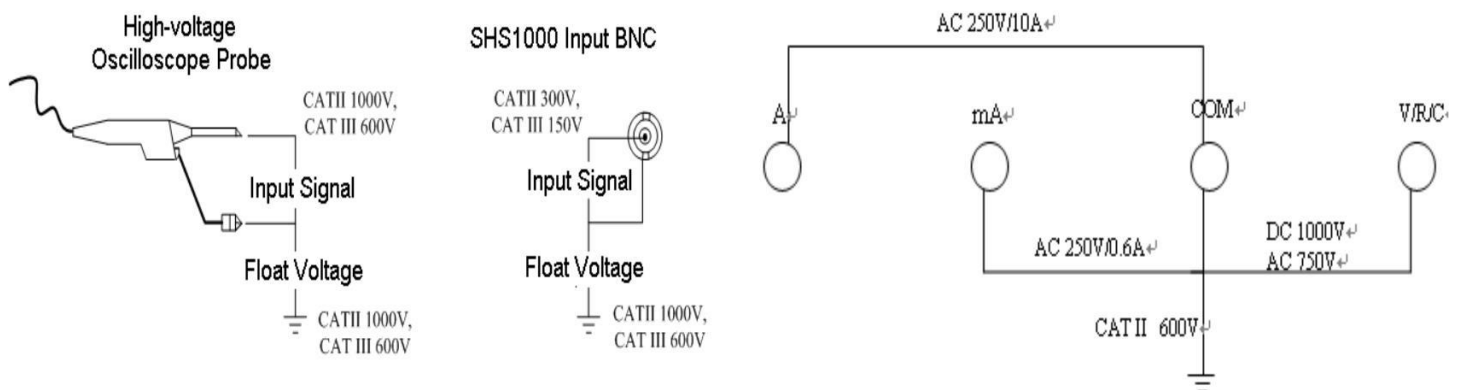 High-voltage
Oscilloscope Probe
CATII 1000V,
CAT III 600V
Input Signal
Float Voltage
CATII 1000V,
CAT III 600V
SHS1000 Input BNC
CATII 300V,
CAT III 150V
Input Signal
Float Voltage
CATII 1000V,
CAT III 600V
AC 250V/10A↵
A↵
mA↵
COM↵
V/R/C↵
AC 250V/0.6A↵
DC 1000V↵
AC 750V↵
CAT II 600V↵